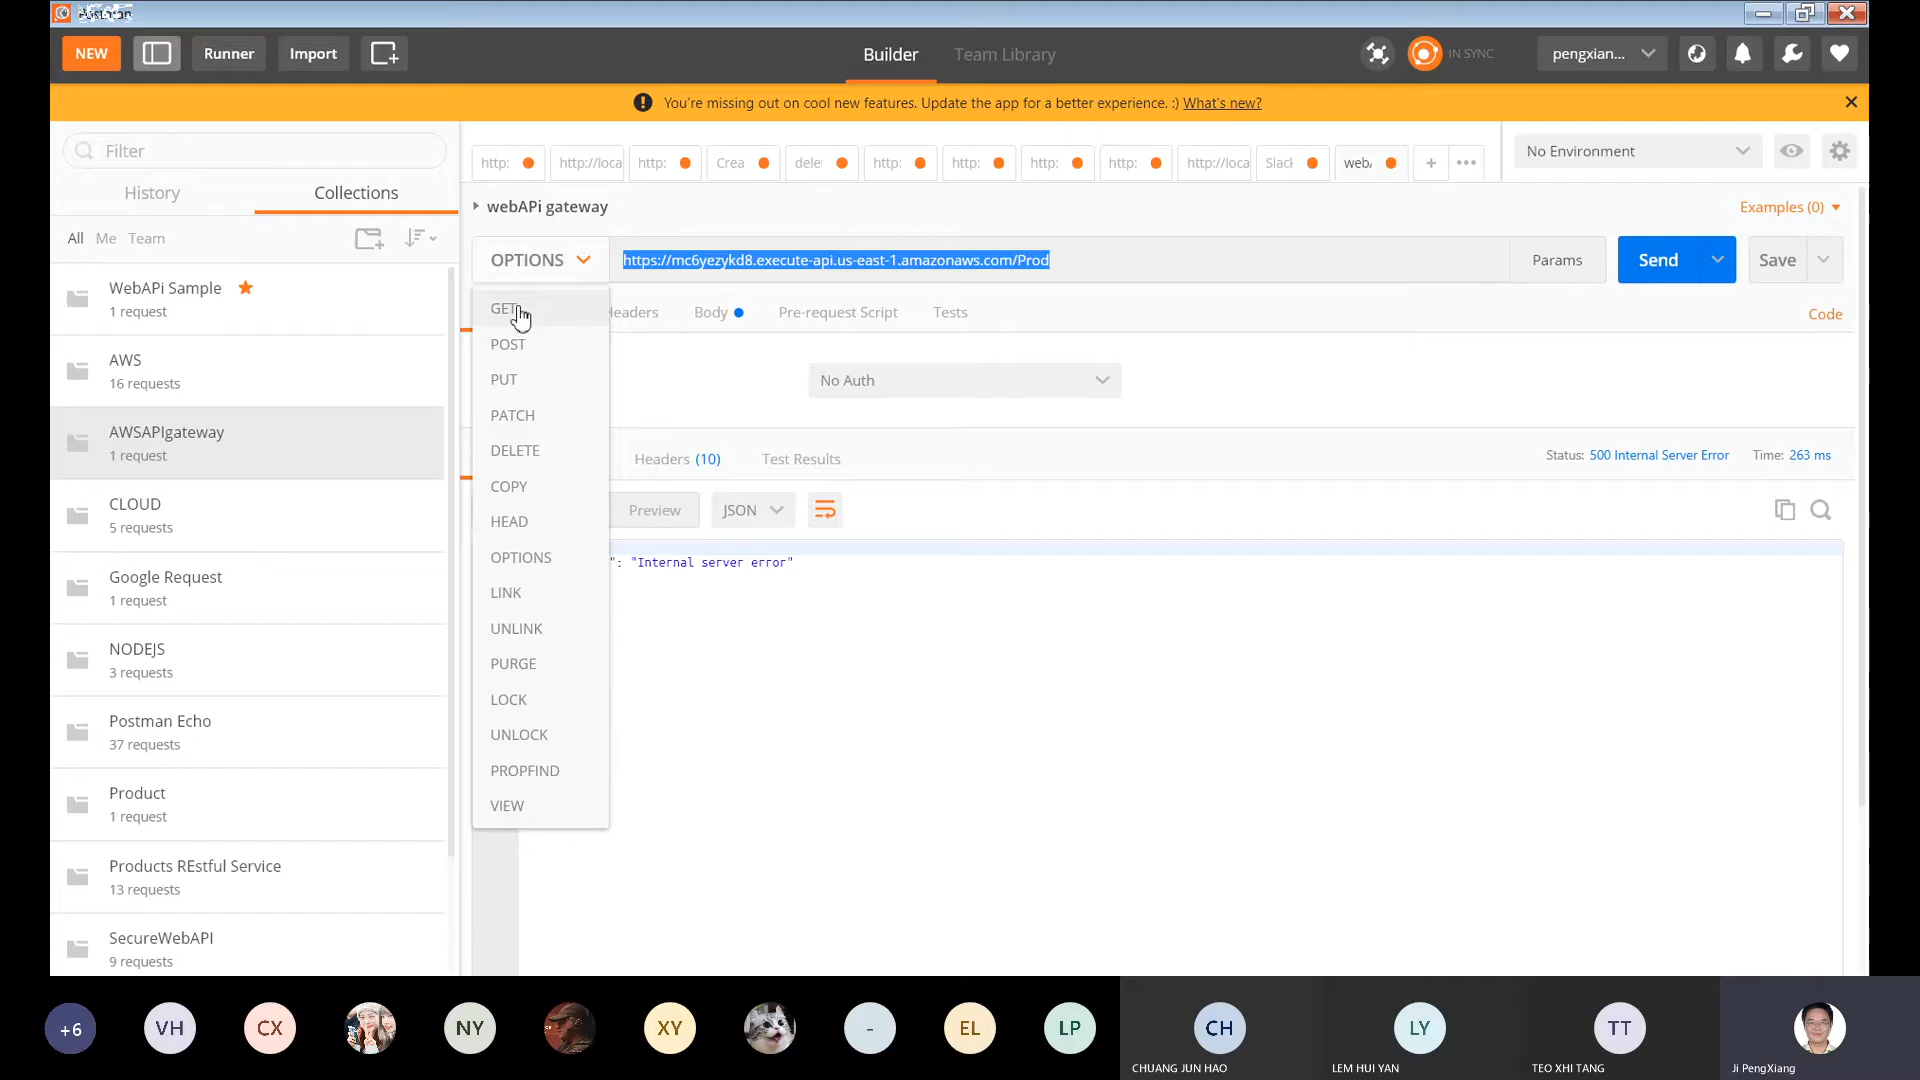 Postman
NEW
Runner
Import
Builder
Team Library
IN SYNC
pengxian...
You're missing out on cool new features. Update the app for a better experience. :) What's new?
Filter
History
Collections
All Me Team
WebAPi Sample
1 request
AWS
16 requests
AWSAPIgateway
1 request
CLOUD
5 requests
Google Request
1 request
NODEJS
3 requests
Postman Echo
37 requests
Product
1 request
Products REstful Service
13 requests
SecureWebAPI
9 requests
http:
http://loca
http:
Crea
dele
http:
http:
http:
http:
http://loca
Slack
web
No Environment
webAPi gateway
Examples (0)
OPTIONS
https://mc6yezykd8.execute-api.us-east-1.amazonaws.com/Prod
Params
Send
Save
GET
POST
PUT
PATCH
DELETE
COPY
HEAD
OPTIONS
LINK
UNLINK
PURGE
LOCK
UNLOCK
PROPFIND
VIEW
Headers
Body
Pre-request Script
Tests
Code
No Auth
Headers (10)
Test Results
Status: 500 Internal Server Error
Time: 263 ms
Preview
JSON
": "Internal server error"
+6
VH
CX
NY
XY
-
EL
LP
CH
CHUANG JUN HAO
LY
LEM HUI YAN
TT
TEO XHI TANG
Ji PengXiang